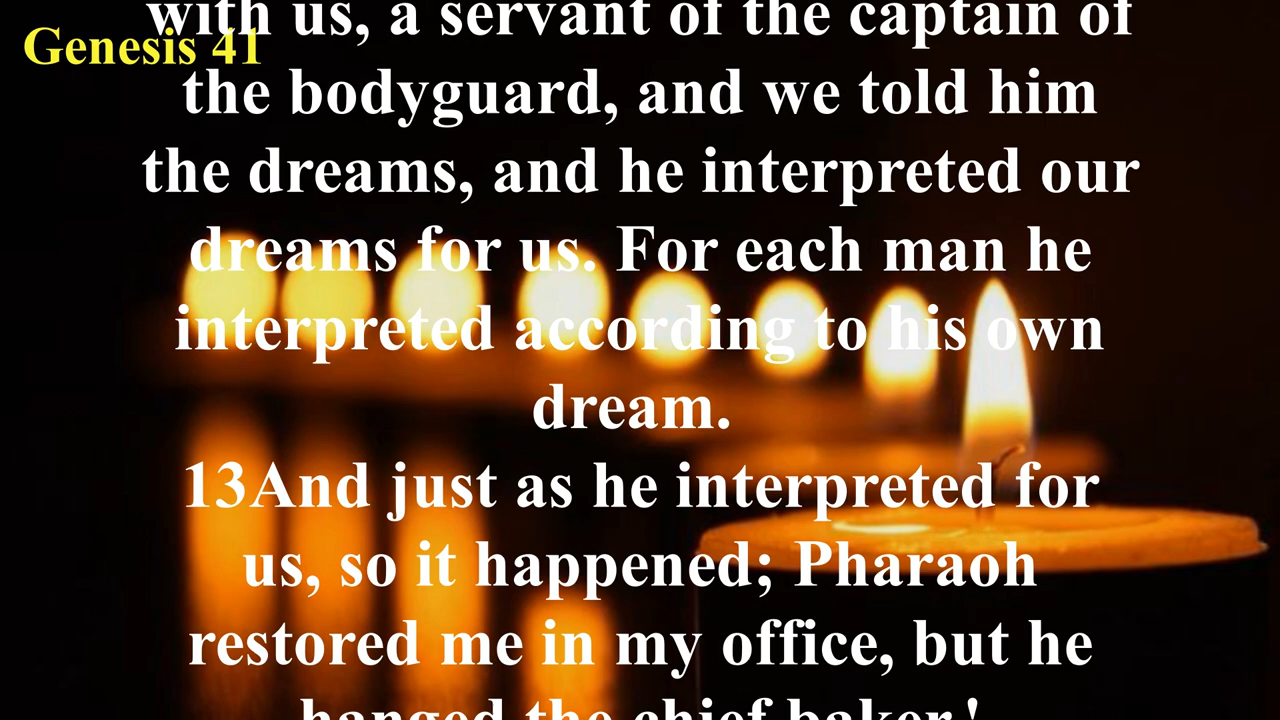 Genesis 41
with us, a servant of the captain of
the bodyguard, and we told him
the dreams, and he interpreted our
dreams for us. For each man he
interpreted according to his own
dream.
13And just as he interpreted for
us, so it happened; Pharaoh
restored me in my office, but he
hanged the chief baker.!